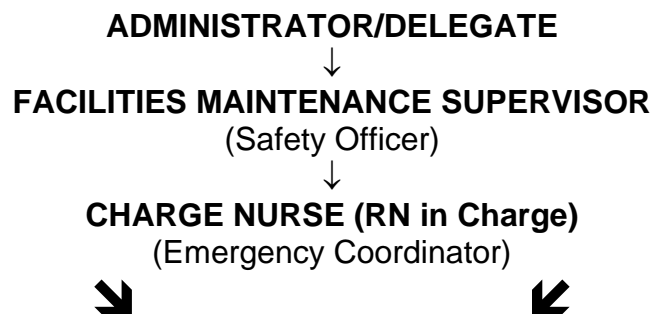 ADMINISTRATOR/DELEGATE
↓
FACILITIES MAINTENANCE SUPERVISOR
(Safety Officer)
↓
CHARGE NURSE (RN in Charge)
(Emergency Coordinator)